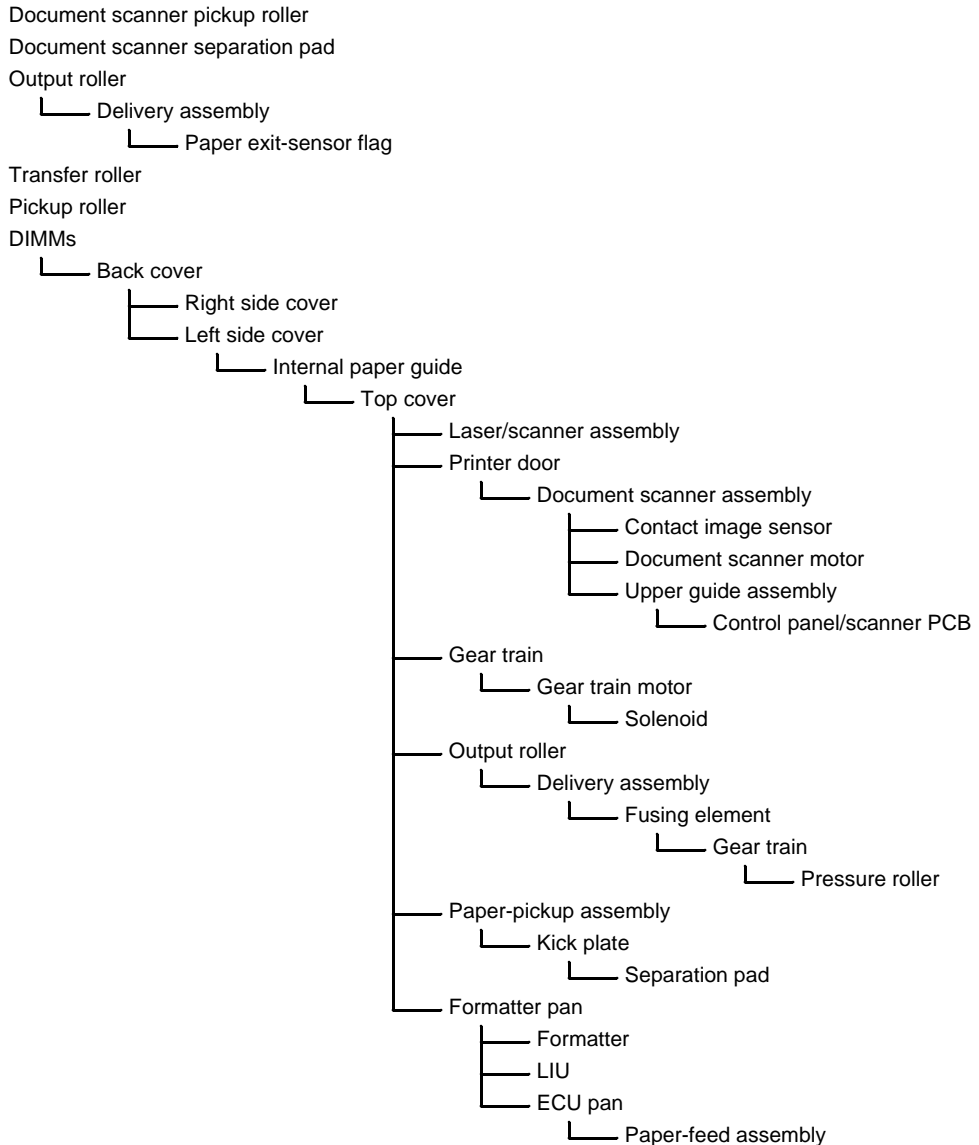 Document scanner pickup roller
Document scanner separation pad
Output roller
Delivery assembly
Paper exit-sensor flag
Transfer roller
Pickup roller
DIMMs
Back cover
Right side cover
Left side cover
Internal paper guide
Top cover
Laser/scanner assembly
Printer door
Document scanner assembly
Contact image sensor
Document scanner motor
Upper guide assembly
Control panel/scanner PCB
Gear train
Gear train motor
Solenoid
Output roller
Delivery assembly
Fusing element
Gear train
Pressure roller
Paper-pickup assembly
Kick plate
Separation pad
Formatter pan
Formatter
LIU
ECU pan
Paper-feed assembly